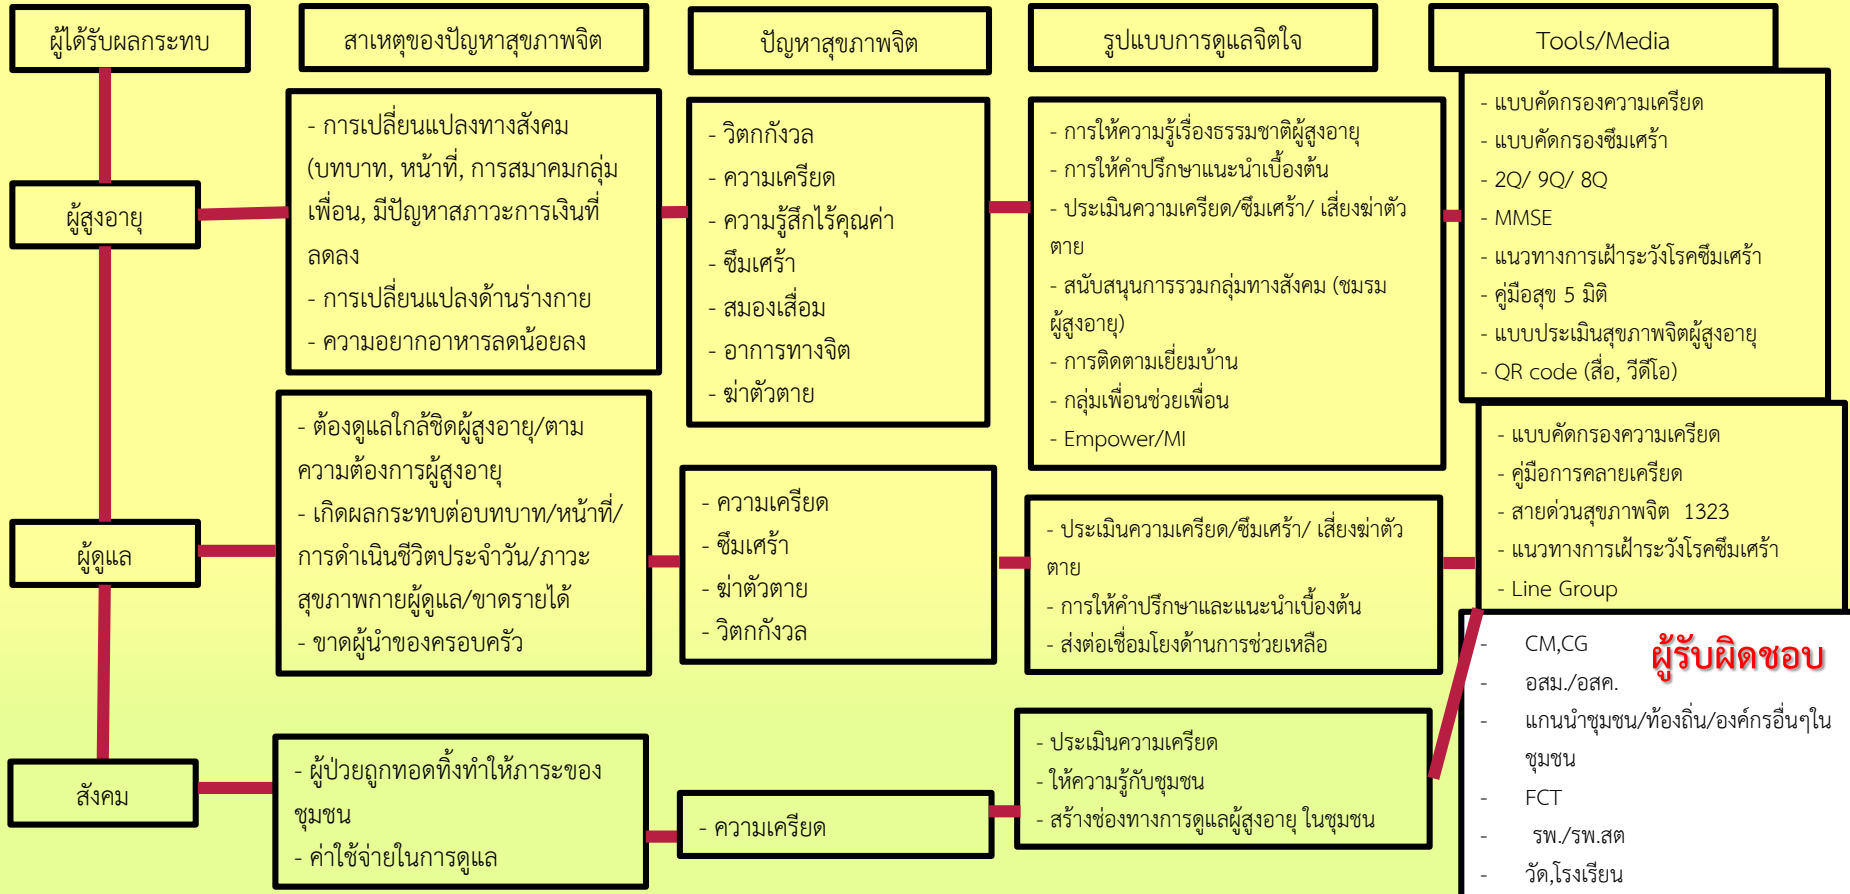 ผู้ได้รับผลกระทบ
สาเหตุของปัญหาสุขภาพจิต
ปัญหาสุขภาพจิต
รูปแบบการดูแลจิตใจ
Tools/Media
ผู้สูงอายุ
- การเปลี่ยนแปลงทางสังคม
(บทบาท, หน้าที่, การสมาคมกลุ่ม
เพื่อน, มีปัญหาสภาวะการเงินที่
ลดลง
- การเปลี่ยนแปลงด้านร่างกาย
- ความอยากอาหารลดน้อยลง
- วิตกกังวล
- ความเครียด
- ความรู้สึกไร้คุณค่า
- ซึมเศร้า
- สมองเสื่อม
- อาการทางจิต
- ฆ่าตัวตาย
- การให้ความรู้เรื่องธรรมชาติผู้สูงอายุ
- การให้คำปรึกษาแนะนำเบื้องต้น
- ประเมินความเครียด/ซึมเศร้า/ เสี่ยงฆ่าตัว
ตาย
- สนับสนุนการรวมกลุ่มทางสังคม (ชมรม
ผู้สูงอายุ)
- การติดตามเยี่ยมบ้าน
- กลุ่มเพื่อนช่วยเพื่อน
- Empower/MI
- แบบคัดกรองความเครียด
- แบบคัดกรองซึมเศร้า
- 2Q/ 9Q/ 8Q
- MMSE
- แนวทางการเฝ้าระวังโรคซึมเศร้า
- คู่มือสุข 5 มิติ
- แบบประเมินสุขภาพจิตผู้สูงอายุ
- QR code (สื่อ, วีดีโอ)
ผู้ดูแล
- ต้องดูแลใกล้ชิดผู้สูงอายุ/ตาม
ความต้องการผู้สูงอายุ
- เกิดผลกระทบต่อบทบาท/หน้าที่/
การดำเนินชีวิตประจำวัน/ภาวะ
สุขภาพกายผู้ดูแล/ขาดรายได้
- ขาดผู้นำของครอบครัว
- ความเครียด
- ซึมเศร้า
- ฆ่าตัวตาย
- วิตกกังวล
- ประเมินความเครียด/ซึมเศร้า/ เสี่ยงฆ่าตัว
ตาย
- การให้คำปรึกษาและแนะนำเบื้องต้น
- ส่งต่อเชื่อมโยงด้านการช่วยเหลือ
- แบบคัดกรองความเครียด
- คู่มือการคลายเครียด
- สายด่วนสุขภาพจิต 1323
- แนวทางการเฝ้าระวังโรคซึมเศร้า
- Line Group
สังคม
- ผู้ป่วยถูกทอดทิ้งทำให้ภาระของ
ชุมชน
- ค่าใช้จ่ายในการดูแล
- ความเครียด
- ประเมินความเครียด
- ให้ความรู้กับชุมชน
- สร้างช่องทางการดูแลผู้สูงอายุ ในชุมชน
ผู้รับผิดชอบ
- CM,CG
- อสม./อสค.
- แกนนำชุมชน/ท้องถิ่น/องค์กรอื่นๆใน
ชุมชน
- FCT
- รพ./รพ.สต
- วัด,โรงเรียน